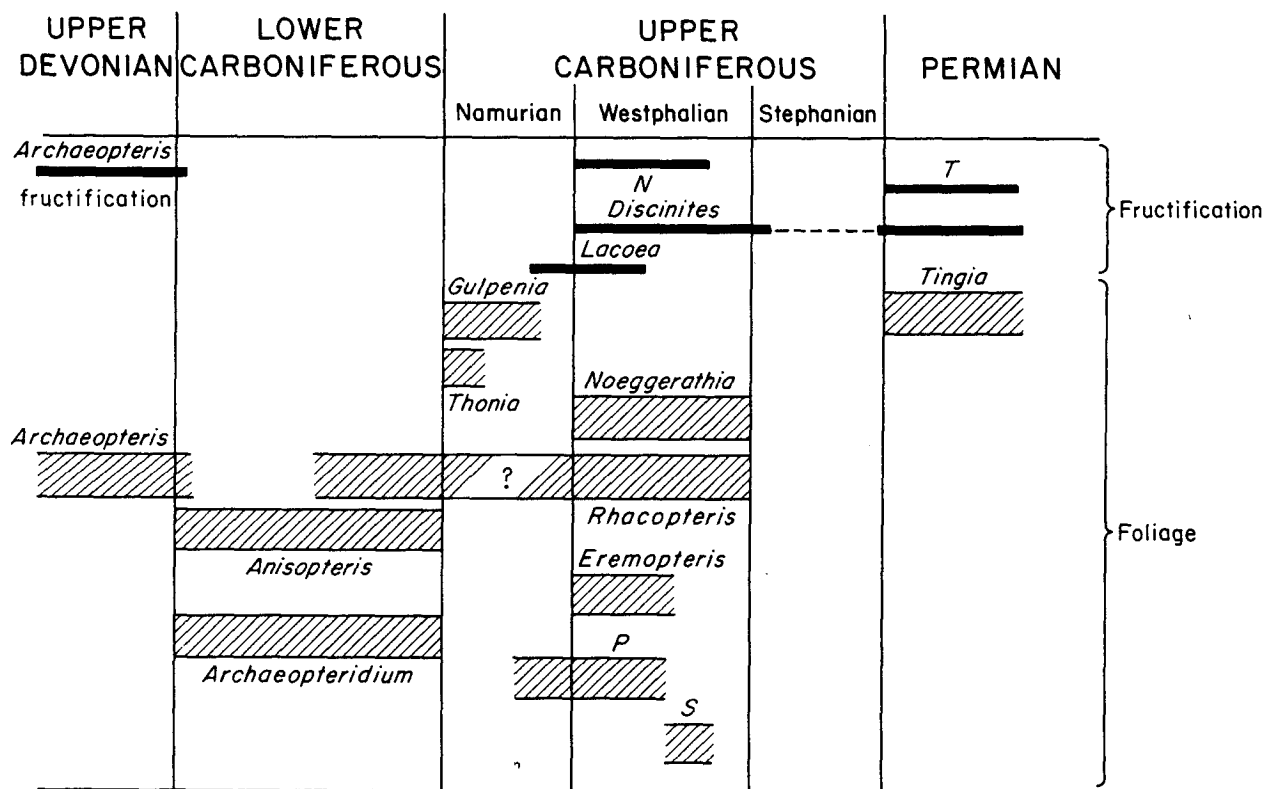 UPPER
DEVONIAN
LOWER
CARBONIFEROUS
UPPER
CARBONIFEROUS
PERMIAN
Namurian
Westphalian
Stephanian
Archaeopteris
fructification
N
T
Discinites
Fructification
Lacoea
Gulpenia
Tingia
Thonia
Noeggerathia
Archaeopteris
?
Rhacopteris
Foliage
Anisopteris
Eremopteris
Archaeopteridium
P
S